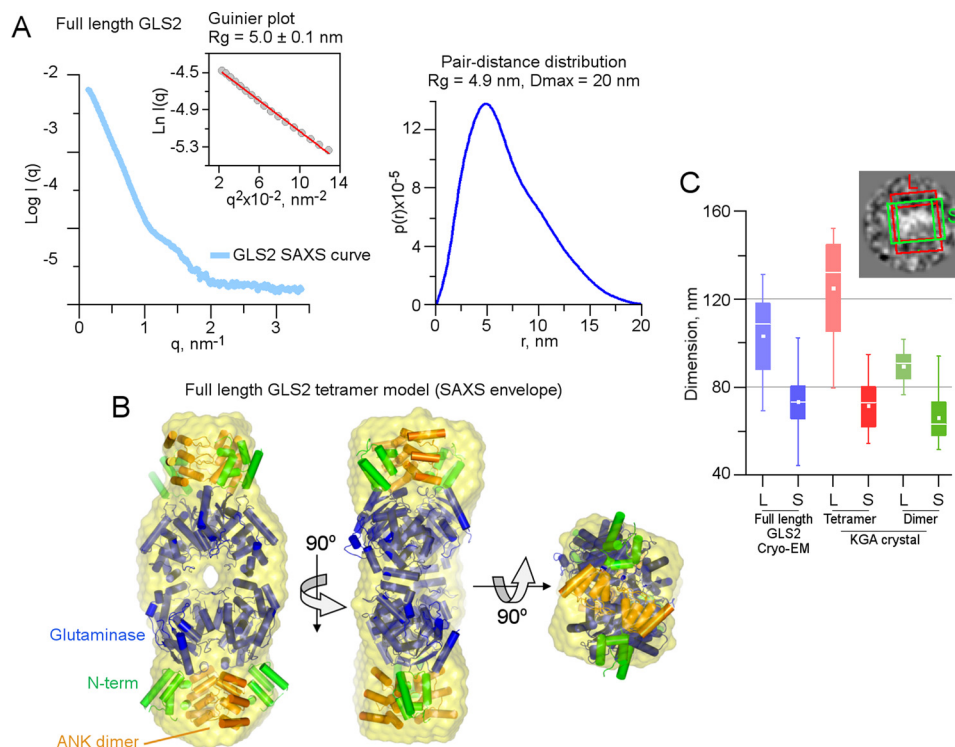 A
Full length GLS2
Guinier plot
Rg = 5.0 ± 0.1 nm
-4.5
-4.9
-5.3
Ln I(q)
2 6 10 14
q²x10-², nm-²
-2
-3
-4
-5
Log I (q)
GLS2 SAXS curve
0 1 2 3
q, nm-¹
Pair-distance distribution
Rg = 4.9 nm, Dmax = 20 nm
12
8
4
0
p(r)x10-⁵
0 5 10 15 20
r, nm
B
Full length GLS2 tetramer model (SAXS envelope)
90º
90º
Glutaminase
N-term
ANK dimer
C
L
S
160
120
80
40
Dimension, nm
L S L S L S
Full length
GLS2
Cryo-EM
Tetramer
Dimer
KGA crystal